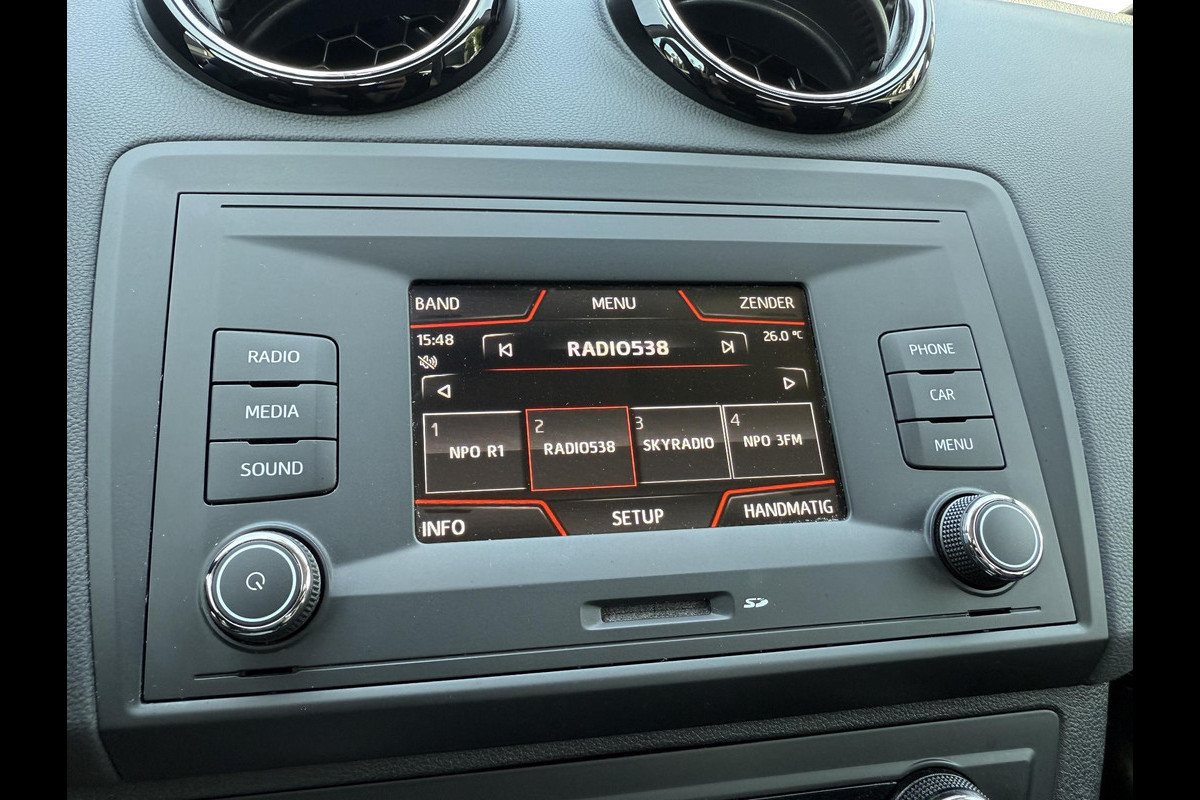 BAND MENU ZENDER
15:48 RADIO538 26.0 °C
1 NPO R1
2 RADIO538
3 SKYRADIO
4 NPO 3FM
INFO SETUP HANDMATIG
RADIO
MEDIA
SOUND
PHONE
CAR
MENU
SD